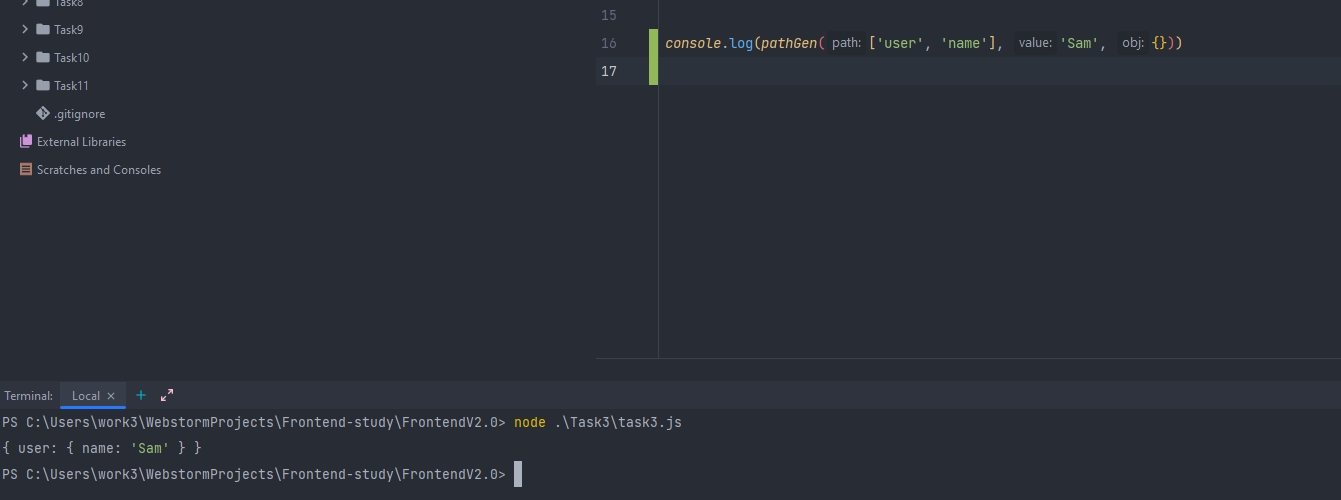 Task8
Task9
Task10
Task11
.gitignore
External Libraries
Scratches and Consoles
15
16 console.log(pathGen( path: ['user', 'name'], value: 'Sam', obj: {}))
17
Terminal: Local × +
PS C:\Users\work3\WebstormProjects\Frontend-study\FrontendV2.0> node .\Task3\task3.js
{ user: { name: 'Sam' } }
PS C:\Users\work3\WebstormProjects\Frontend-study\FrontendV2.0>